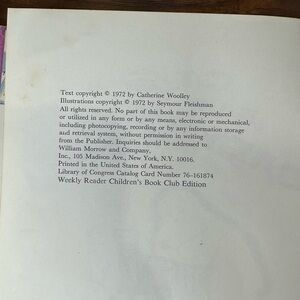 Text copyright © 1972 by Catherine Woolley
Illustrations copyright © 1972 by Seymour Fleishman
All rights reserved. No part of this book may be reproduced
or utilized in any form or by any means, electronic or mechanical,
including photocopying, recording or by any information storage
and retrieval system, without permission in writing
from the Publisher. Inquiries should be addressed to
William Morrow and Company,
Inc., 105 Madison Ave., New York, N.Y. 10016.
Printed in the United States of America.
Library of Congress Catalog Card Number 76-161874
Weekly Reader Children's Book Club Edition